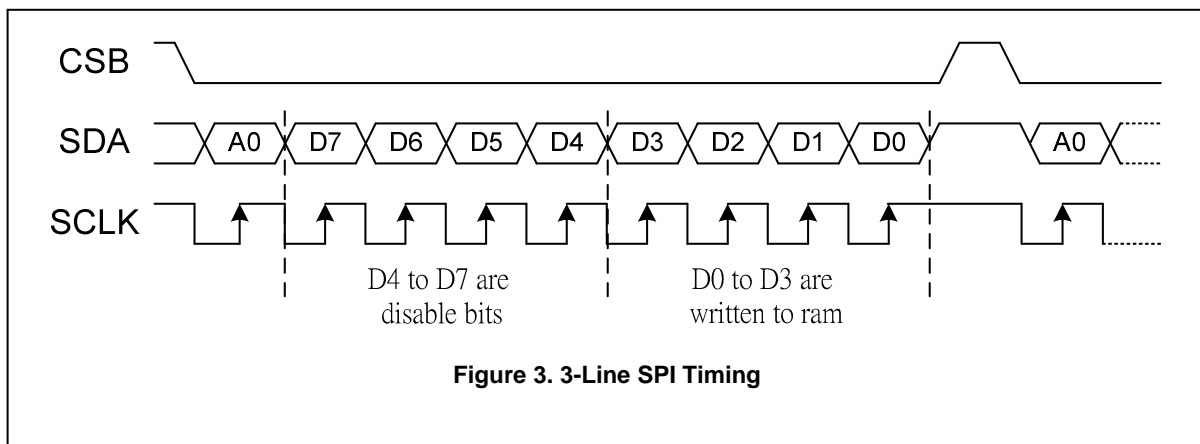 CSB
SDA A0 D7 D6 D5 D4 D3 D2 D1 D0 A0
SCLK
D4 to D7 are
disable bits
D0 to D3 are
written to ram
Figure 3. 3-Line SPI Timing